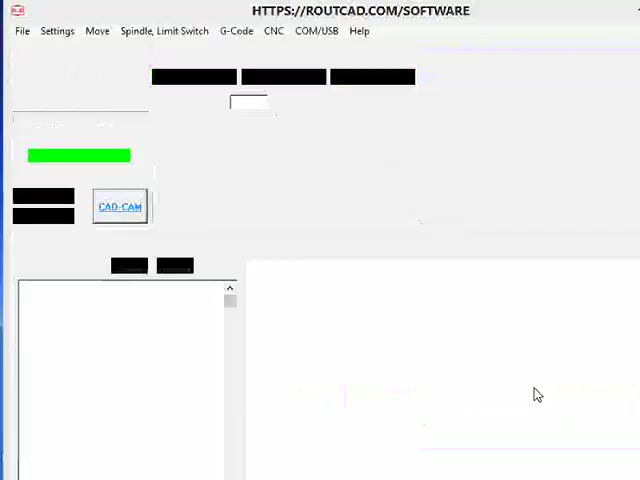 HTTPS://ROUTCAD.COM/SOFTWARE
File Settings Move Spindle, Limit Switch G-Code CNC COM/USB Help
CAD-CAM